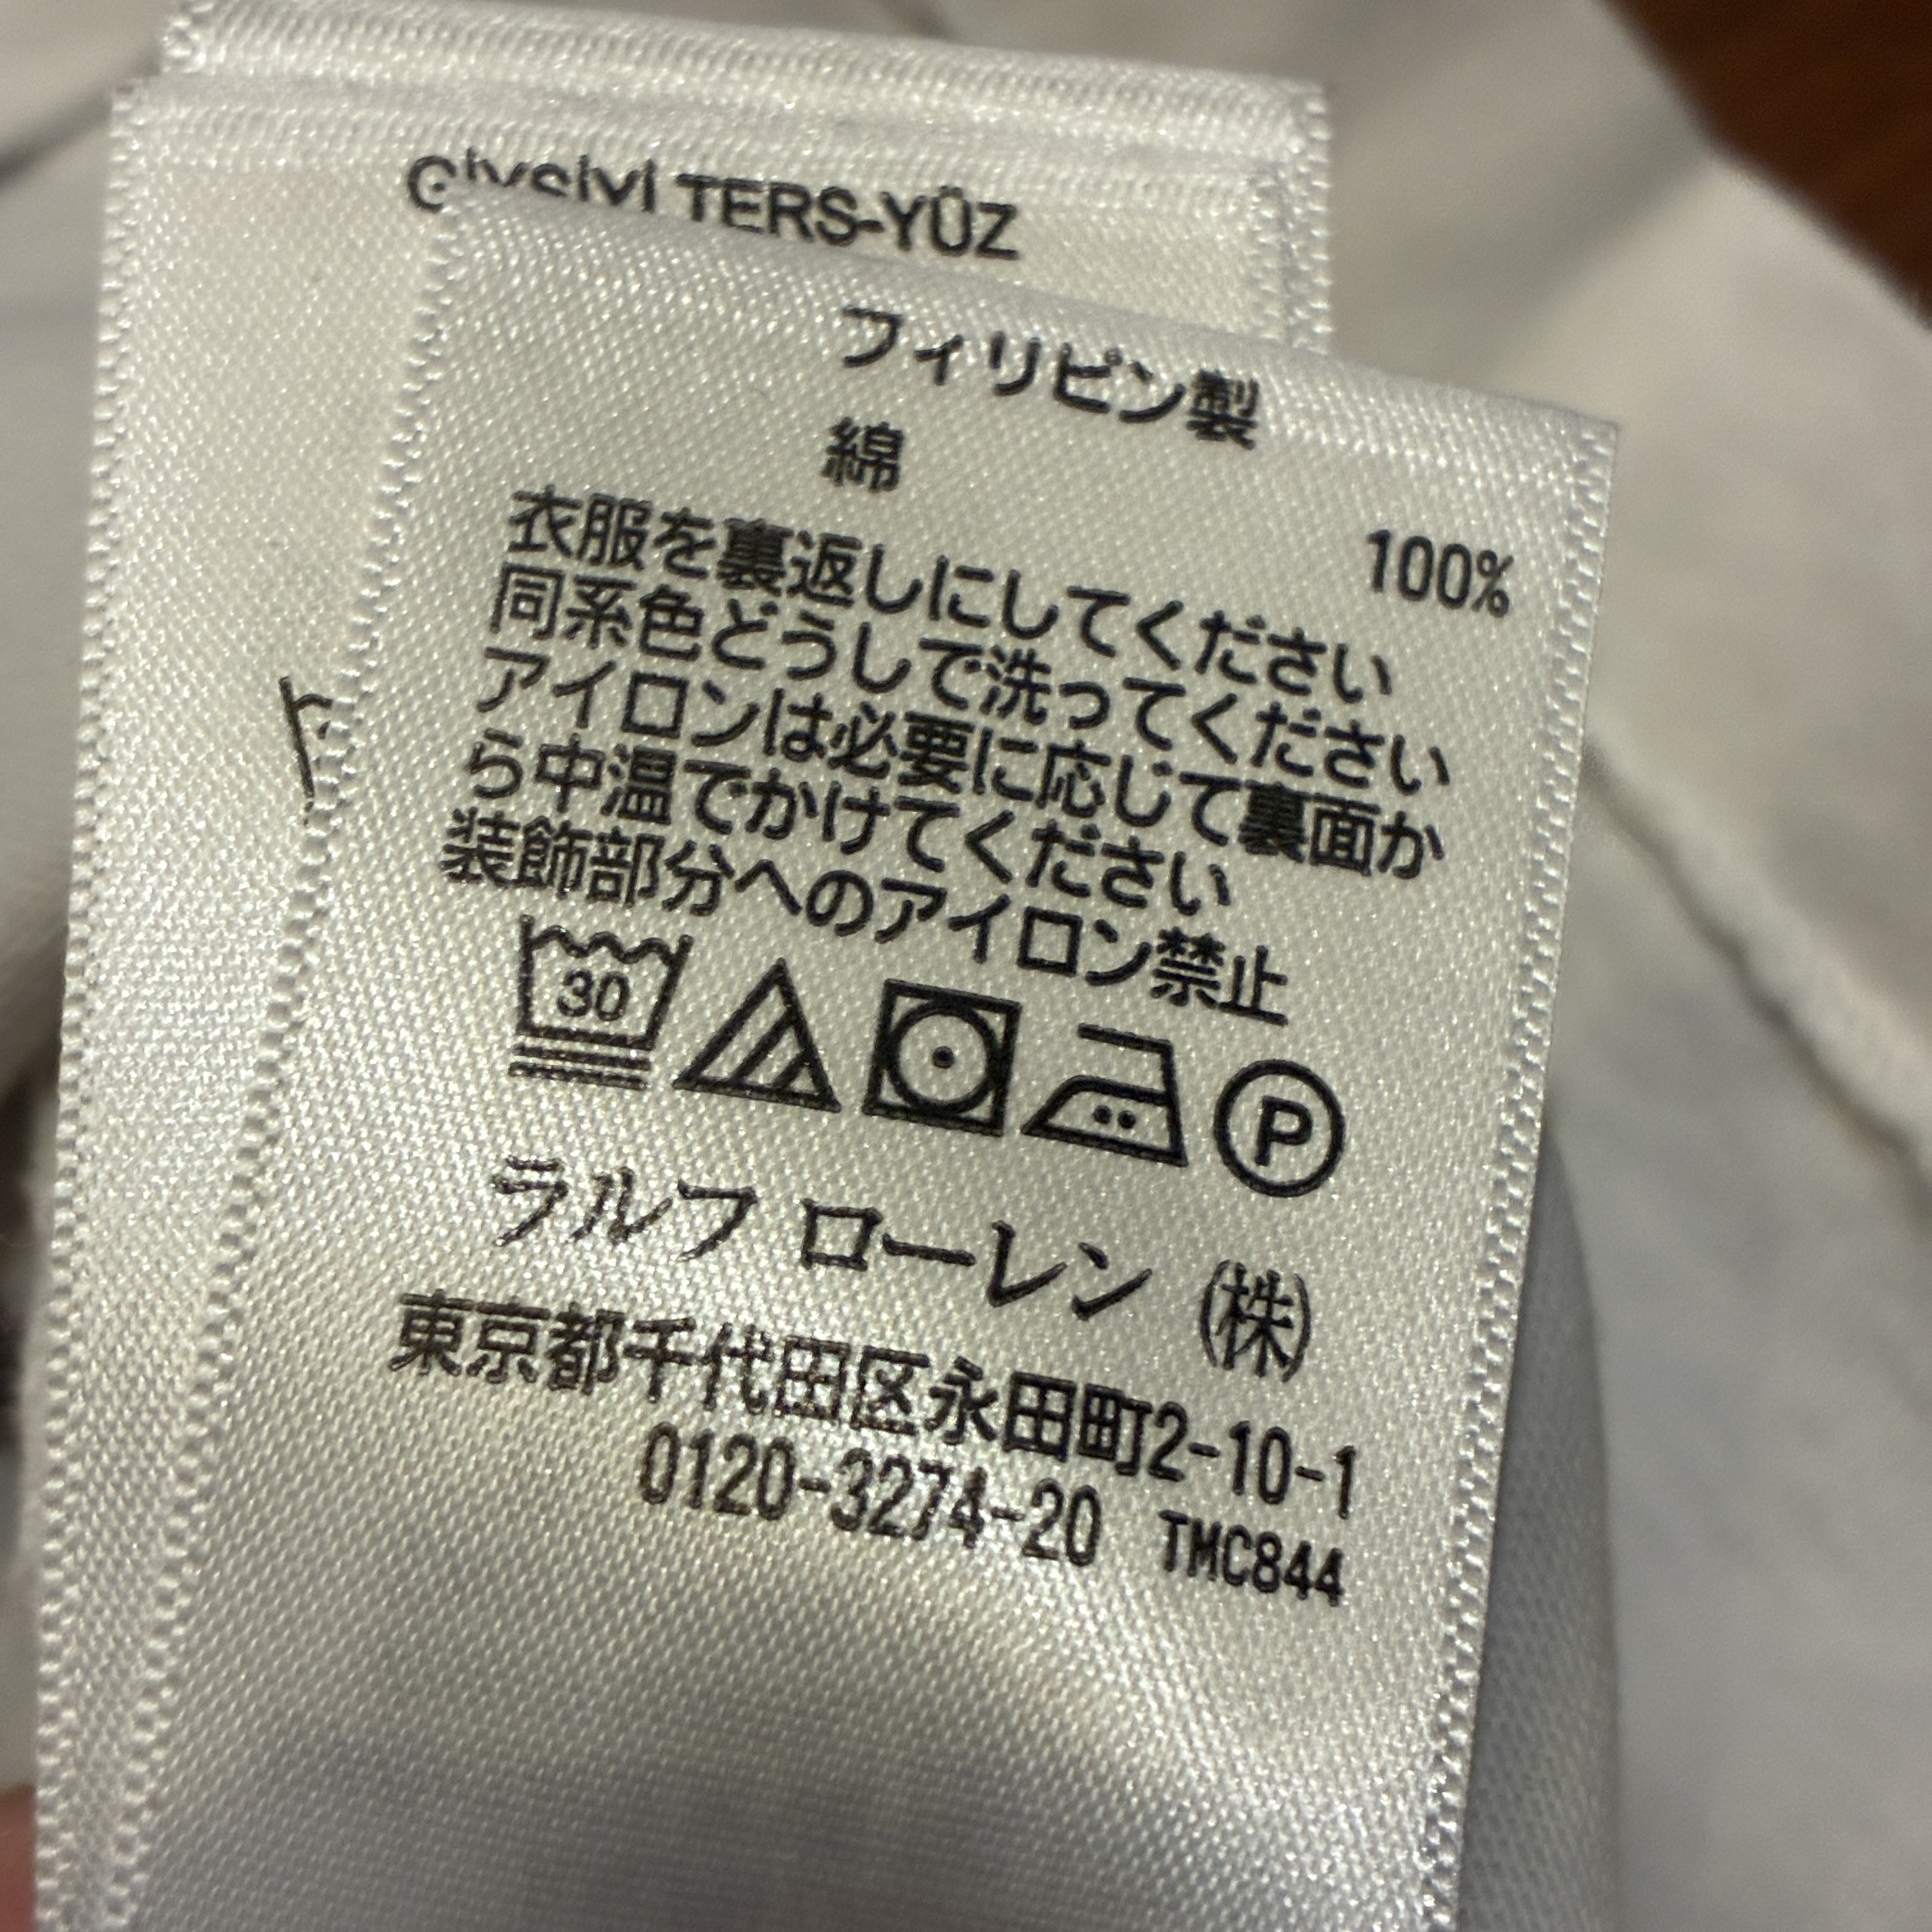 TERS-YÜZ
フィリピン製
綿 100%
衣服を裏返しにしてください
同系色どうしで洗ってください
アイロンは必要に応じて裏面か
ら中温でかけてください
装飾部分へのアイロン禁止
30 P
ラルフ ローレン ㈱
東京都千代田区永田町2-10-1
0120-3274-20 TMC844